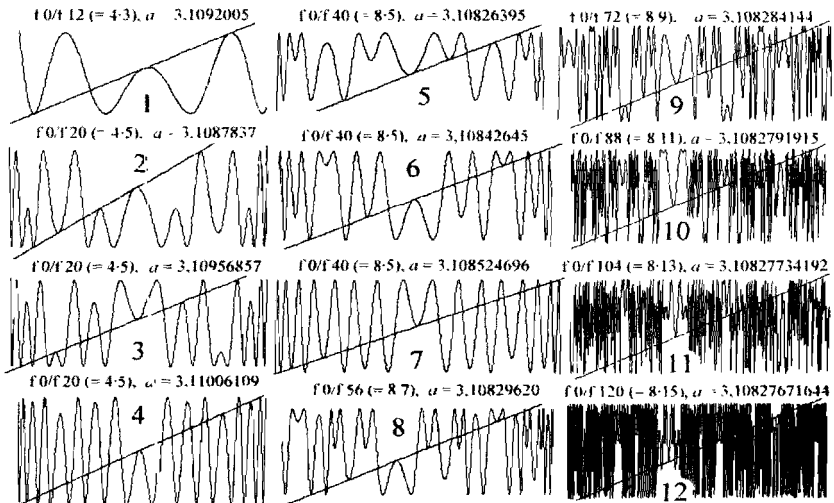 f 0/f 12 (= 4·3), a = 3,1092005
1
f 0/f 20 (= 4·5), a = 3,1087837
2
f 0/f 20 (= 4·5), a = 3,10956857
3
f 0/f 20 (= 4·5), a = 3,11006109
4
f 0/f 40 (= 8·5), a = 3,10826395
5
f 0/f 40 (= 8·5), a = 3,10842645
6
f 0/f 40 (= 8·5), a = 3,108524696
7
f 0/f 56 (= 8 7), a = 3,10829620
8
f 0/f 72 (= 8 9), a = 3,108284144
9
f 0/f 88 (= 8 11), a = 3,1082791915
10
f 0/f 104 (= 8·13), a = 3,10827734192
11
f 0/f 120 (= 8·15), a = 3,10827671644
12